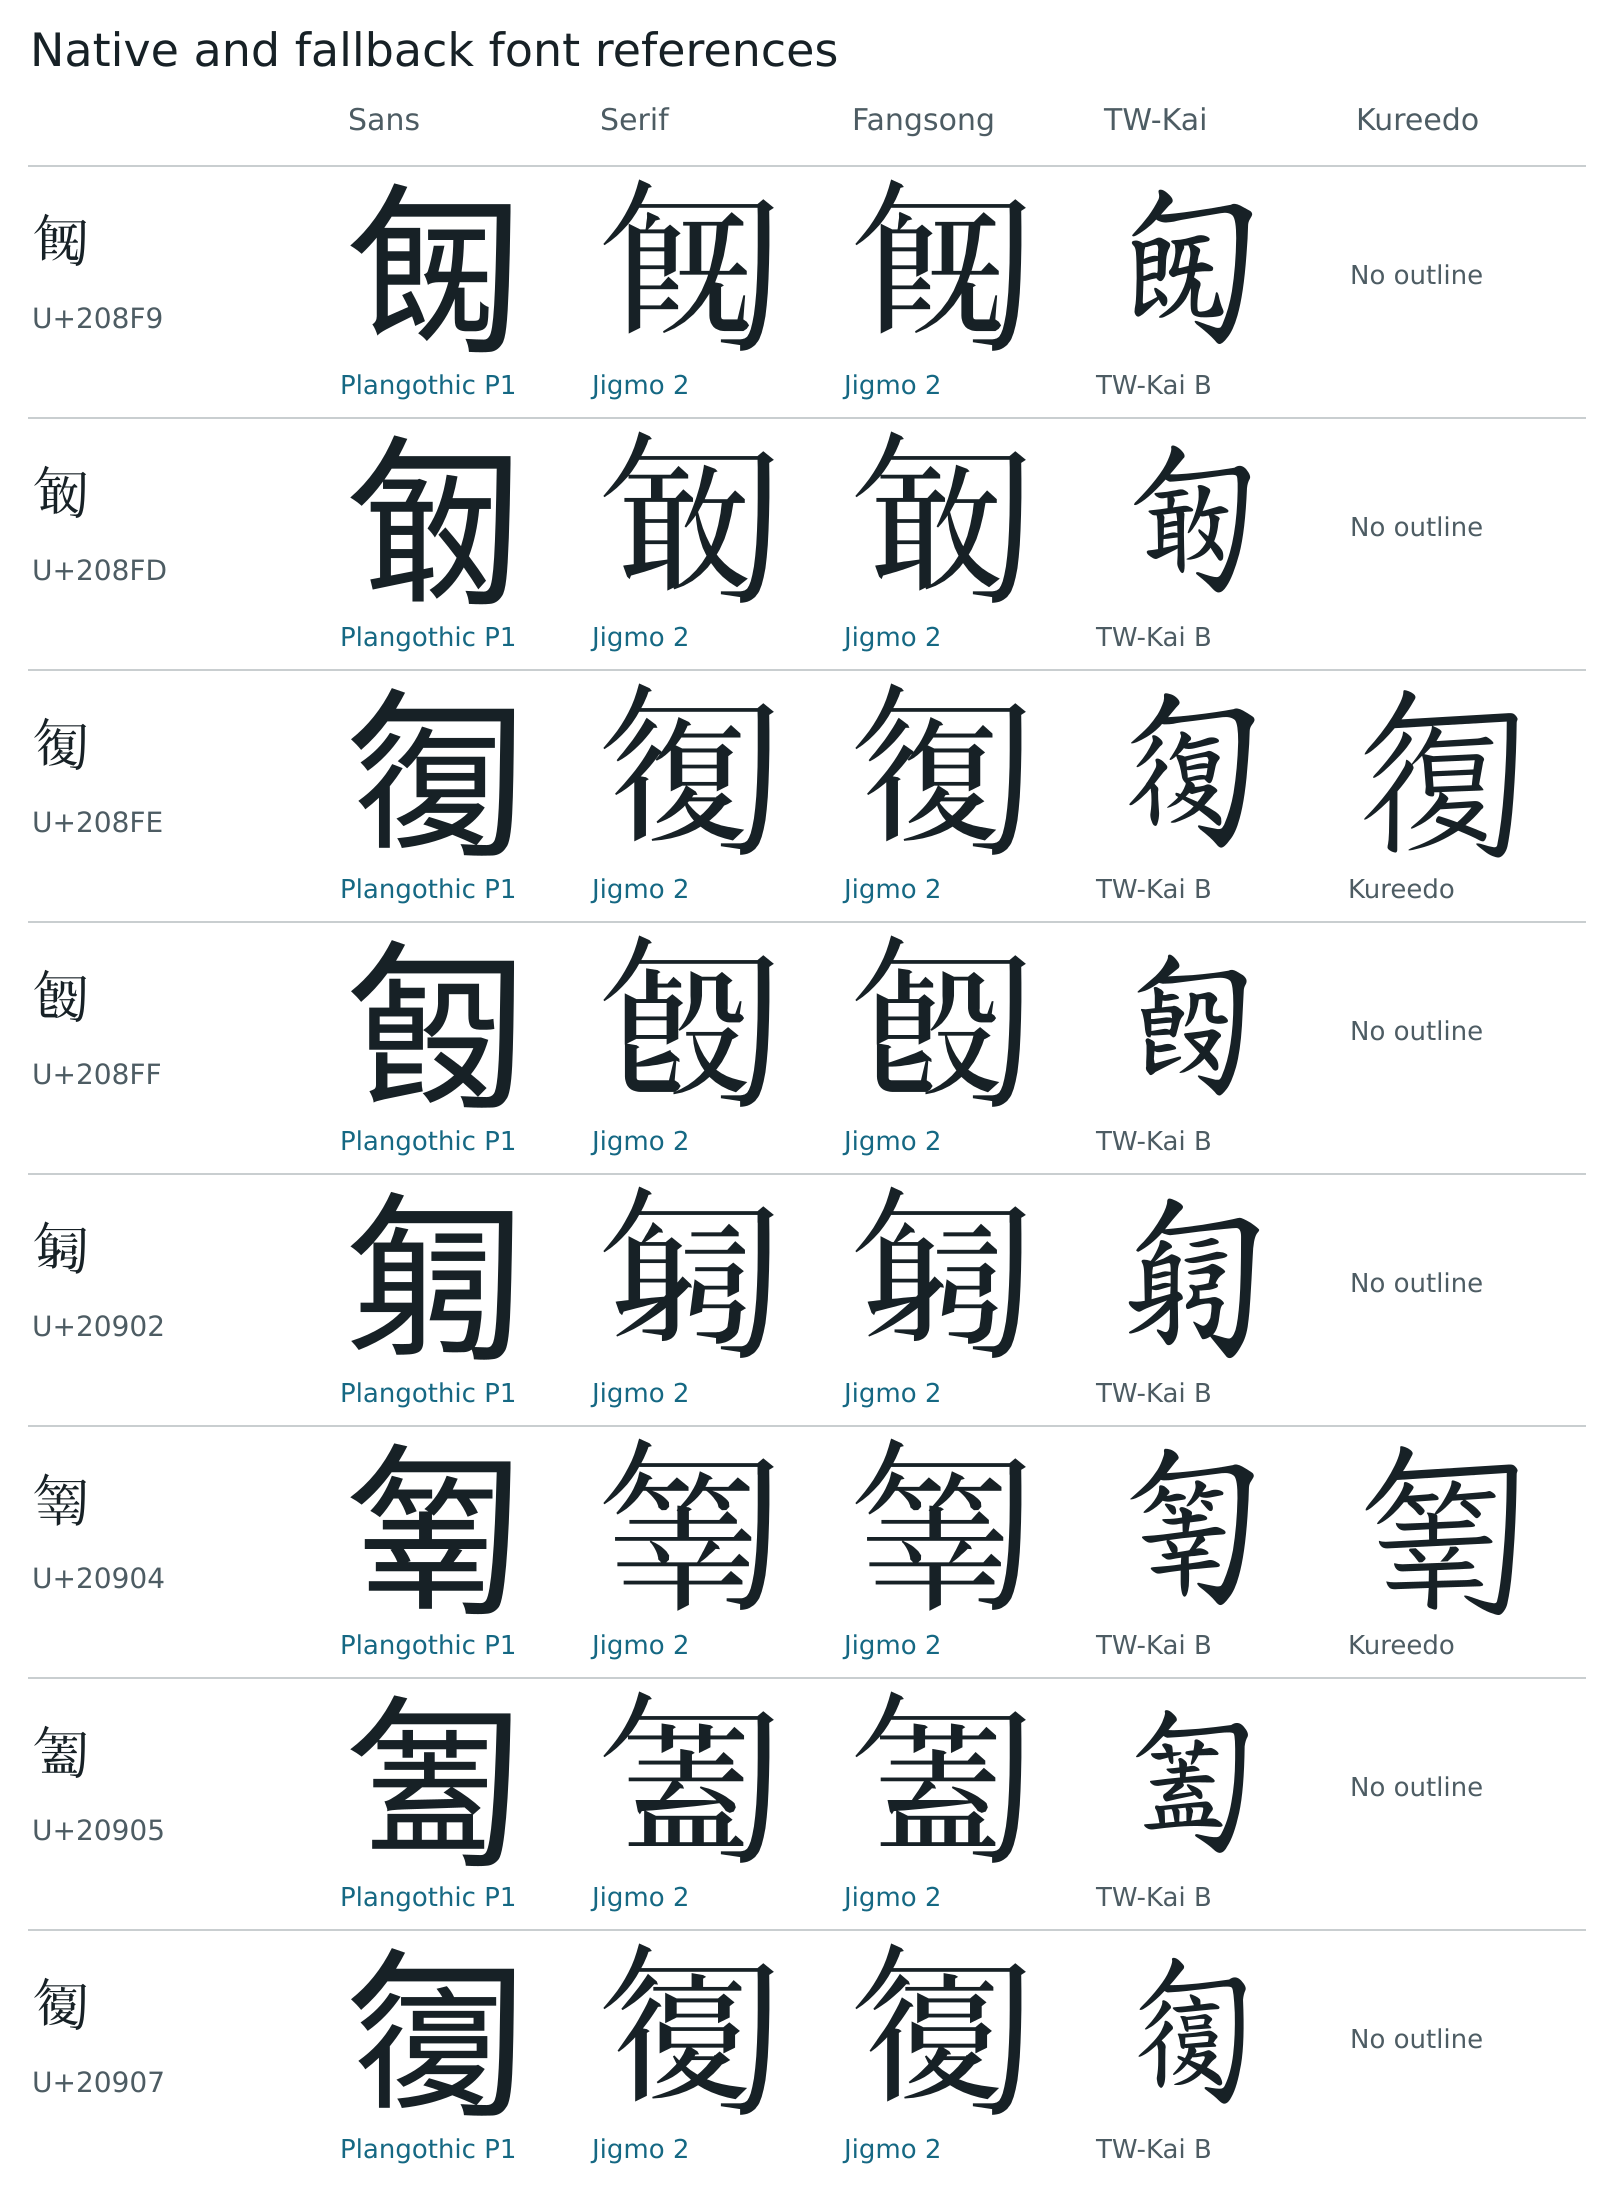 Native and fallback font references
Sans Serif Fangsong TW-Kai Kureedo
𠣹 𠣹 𠣹 𠣹 𠣹 No outline
U+208F9
Plangothic P1 Jigmo 2 Jigmo 2 TW-Kai B
𠣽 𠣽 𠣽 𠣽 𠣽 No outline
U+208FD
Plangothic P1 Jigmo 2 Jigmo 2 TW-Kai B
𠣾 𠣾 𠣾 𠣾 𠣾 𠣾
U+208FE
Plangothic P1 Jigmo 2 Jigmo 2 TW-Kai B Kureedo
𠣿 𠣿 𠣿 𠣿 𠣿 No outline
U+208FF
Plangothic P1 Jigmo 2 Jigmo 2 TW-Kai B
𠤂 𠤂 𠤂 𠤂 𠤂 No outline
U+20902
Plangothic P1 Jigmo 2 Jigmo 2 TW-Kai B
𠤄 𠤄 𠤄 𠤄 𠤄 𠤄
U+20904
Plangothic P1 Jigmo 2 Jigmo 2 TW-Kai B Kureedo
𠤅 𠤅 𠤅 𠤅 𠤅 No outline
U+20905
Plangothic P1 Jigmo 2 Jigmo 2 TW-Kai B
𠤇 𠤇 𠤇 𠤇 𠤇 No outline
U+20907
Plangothic P1 Jigmo 2 Jigmo 2 TW-Kai B